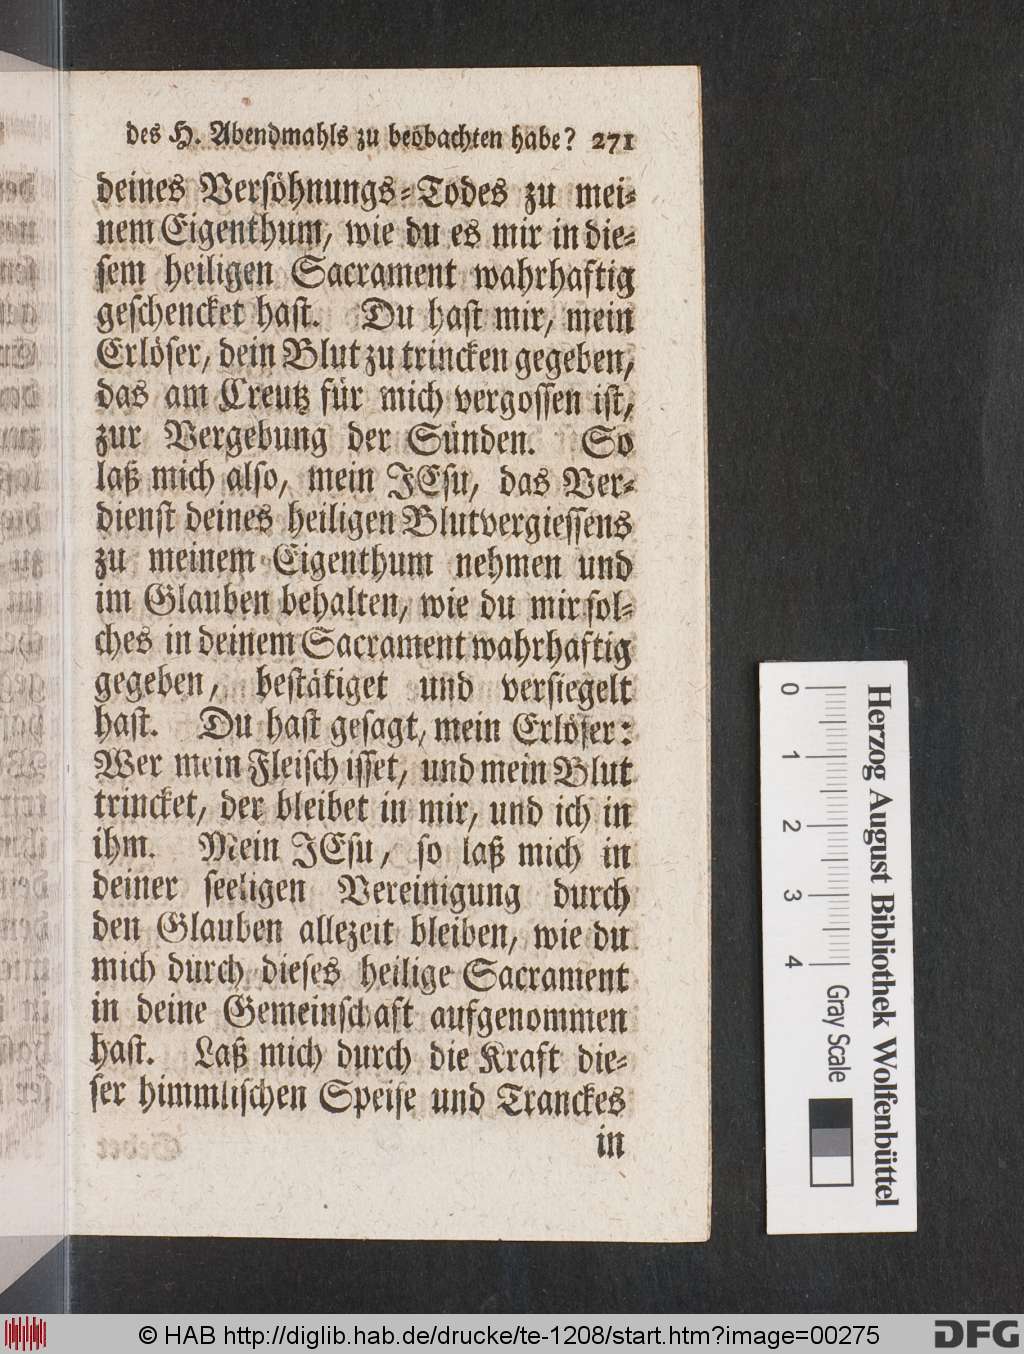 des H. Abendmahls zu beobachten habe? 271
deines Versöhnungs-Todes zu mei-
nem Eigenthum, wie du es mir in die-
sem heiligen Sacrament wahrhaftig
geschencket hast. Du hast mir, mein
Erlöser, dein Blut zu trincken gegeben,
das am Creutz für mich vergossen ist,
zur Vergebung der Sünden. So
laß mich also, mein JEsu, das Ver-
dienst deines heiligen Blutvergiessens
zu meinem Eigenthum nehmen und
im Glauben behalten, wie du mir sol-
ches in deinem Sacrament wahrhaftig
gegeben, bestätiget und versiegelt
hast. Du hast gesagt, mein Erlöser:
Wer mein Fleisch isset, und mein Blut
trincket, der bleibet in mir, und ich in
ihm. Mein JEsu, so laß mich in
deiner seeligen Vereinigung durch
den Glauben allezeit bleiben, wie du
mich durch dieses heilige Sacrament
in deine Gemeinschaft aufgenommen
hast. Laß mich durch die Kraft die-
ser himmlischen Speise und Tranckes
in
0 1 2 3 4 Gray Scale
Herzog August Bibliothek Wolfenbüttel
© HAB http://diglib.hab.de/drucke/te-1208/start.htm?image=00275
DFG